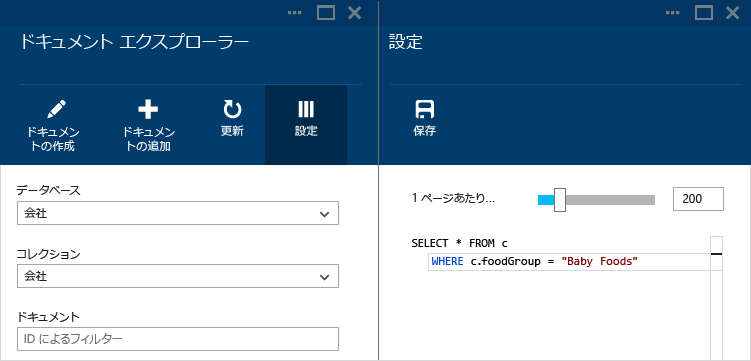 ドキュメント エクスプローラー
ドキュメン
トの作成
ドキュメン
トの追加
更新
設定
データベース
会社
コレクション
会社
ドキュメント
ID によるフィルター
設定
保存
1 ページあたり...
200
SELECT * FROM c
WHERE c.foodGroup = "Baby Foods"